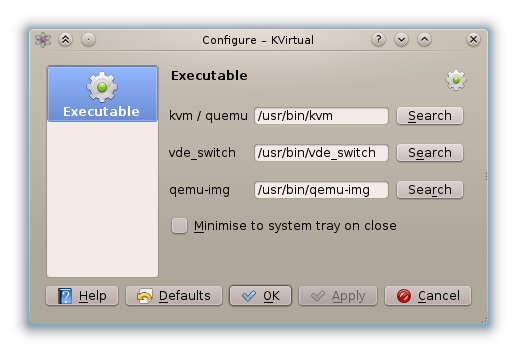 Configure – KVirtual
Executable
Executable
kvm / quemu /usr/bin/kvm Search
vde_switch /usr/bin/vde_switch Search
qemu-img /usr/bin/qemu-img Search
Minimise to system tray on close
Help Defaults OK Apply Cancel